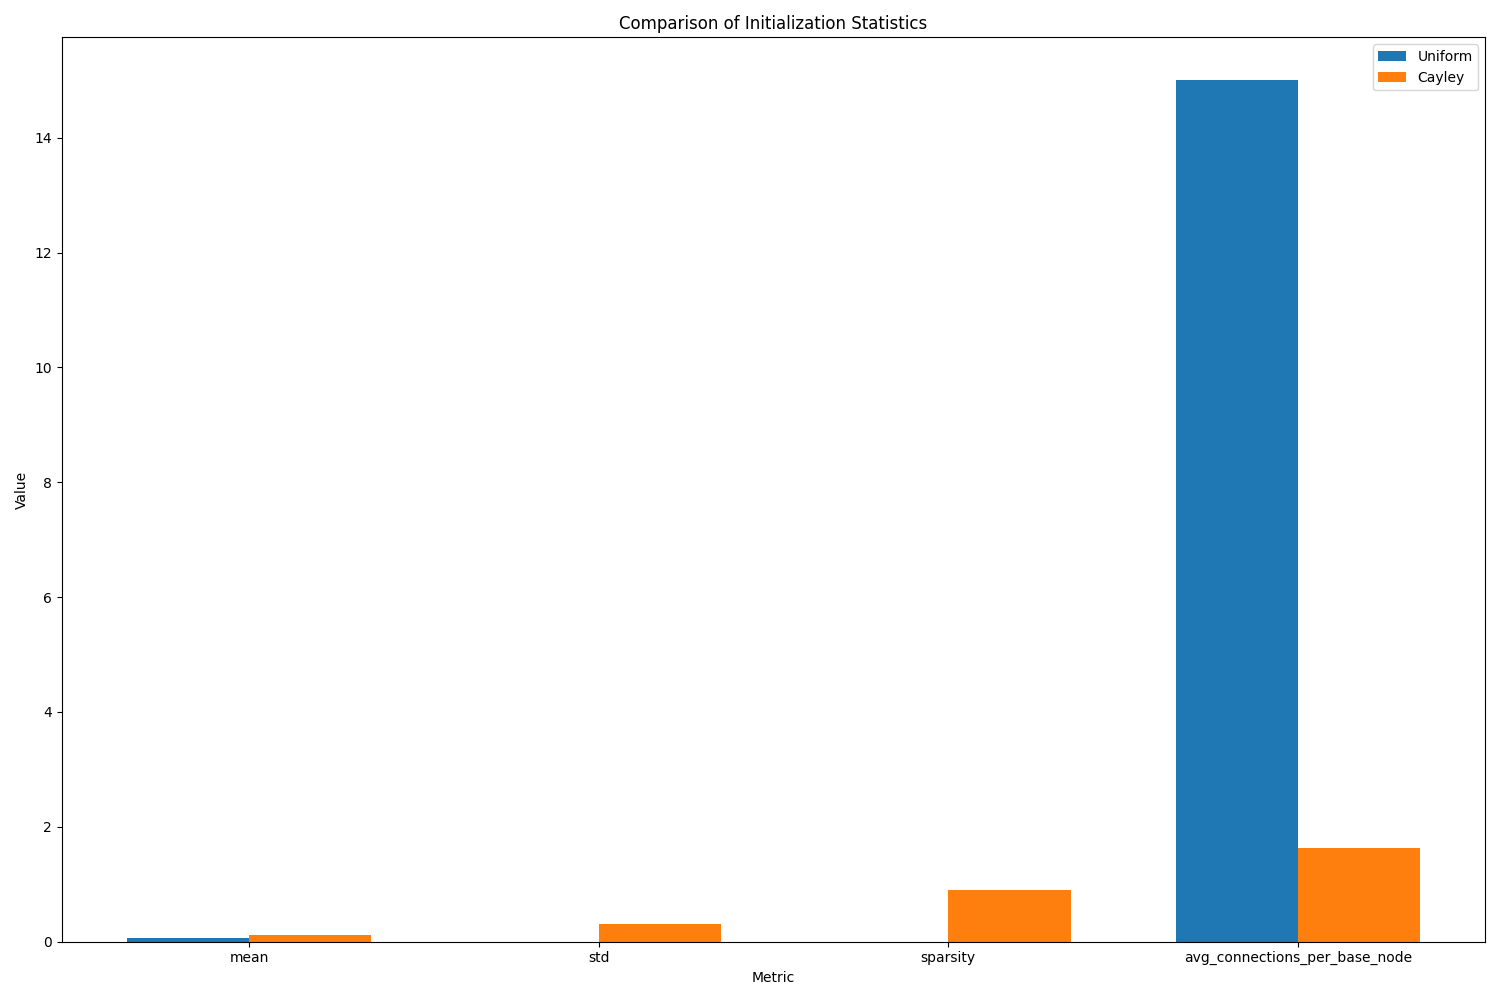 Comparison of Initialization Statistics
Uniform
Cayley
Value
14
12
10
8
6
4
2
0
mean
std
sparsity
avg_connections_per_base_node
Metric